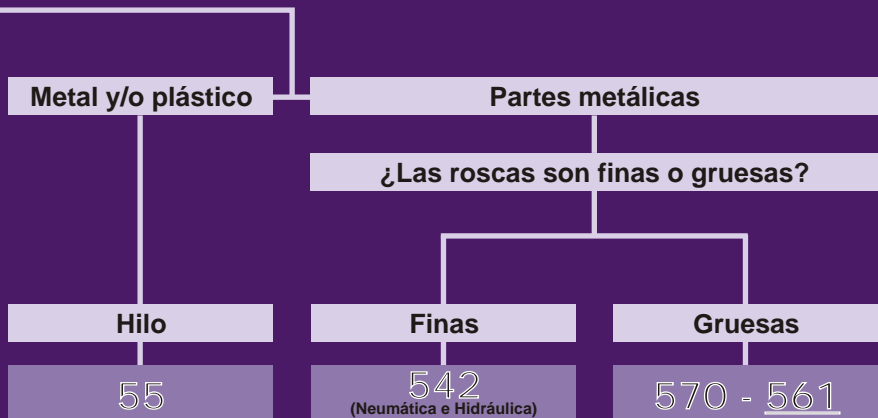 Metal y/o plástico
Partes metálicas
¿Las roscas son finas o gruesas?
Hilo
Finas
Gruesas
55
542
(Neumática e Hidráulica)
570 - 561